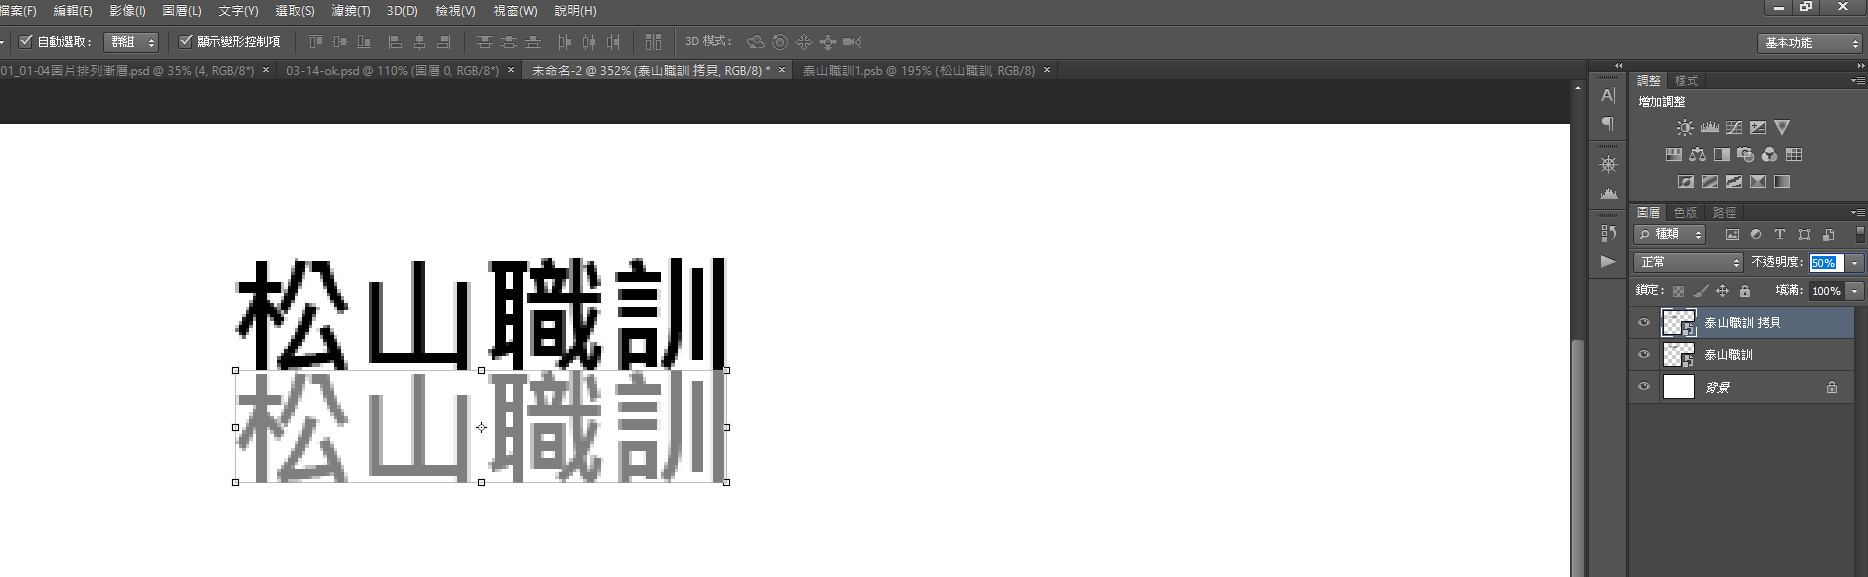 檔案(F) 編輯(E) 影像(I) 圖層(L) 文字(Y) 選取(S) 濾鏡(T) 3D(D) 檢視(V) 視窗(W) 說明(H)
自動選取： 群組 顯示變形控制項 3D 模式： 基本功能
01_01-04圖片排列漸層.psd @ 35% (4, RGB/8*) × 03-14-ok.psd @ 110% (圖層 0, RGB/8*) × 未命名-2 @ 352% (泰山職訓 拷貝, RGB/8) * × 泰山職訓1.psb @ 195% (松山職訓, RGB/8) ×
調整 樣式
增加調整
圖層 色版 路徑
種類
正常 不透明度： 50%
鎖定： 填滿： 100%
泰山職訓 拷貝
泰山職訓
背景
松山職訓
松山職訓